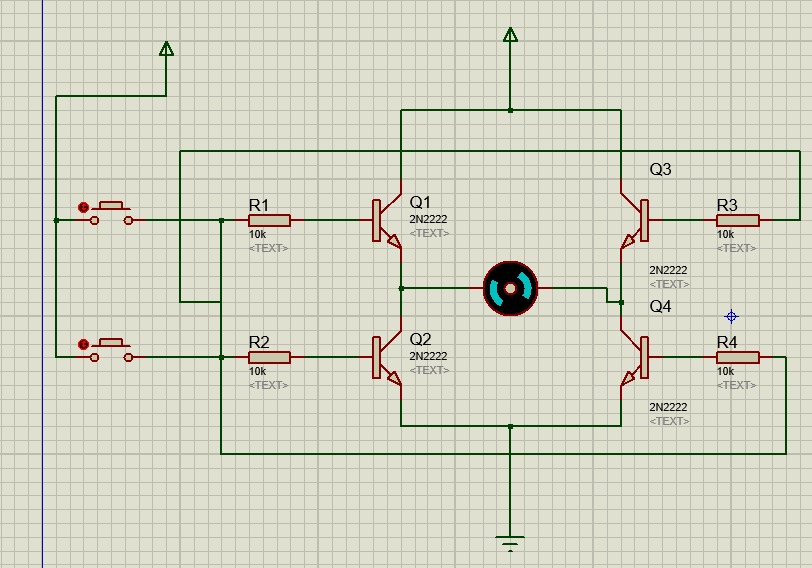 Q3
R1
Q1
R3
2N2222
10k
10k
<TEXT>
<TEXT>
<TEXT>
2N2222
<TEXT>
Q4
R2
Q2
R4
2N2222
10k
10k
<TEXT>
<TEXT>
<TEXT>
2N2222
<TEXT>